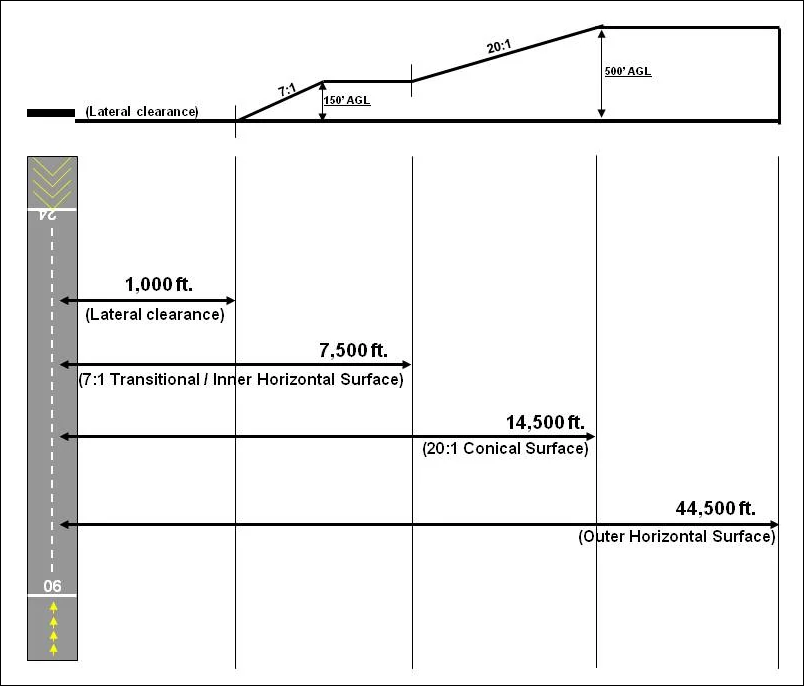 20:1
7:1
500' AGL
150' AGL
(Lateral clearance)
24
1,000 ft.
(Lateral clearance)
7,500 ft.
(7:1 Transitional / Inner Horizontal Surface)
14,500 ft.
(20:1 Conical Surface)
44,500 ft.
(Outer Horizontal Surface)
90